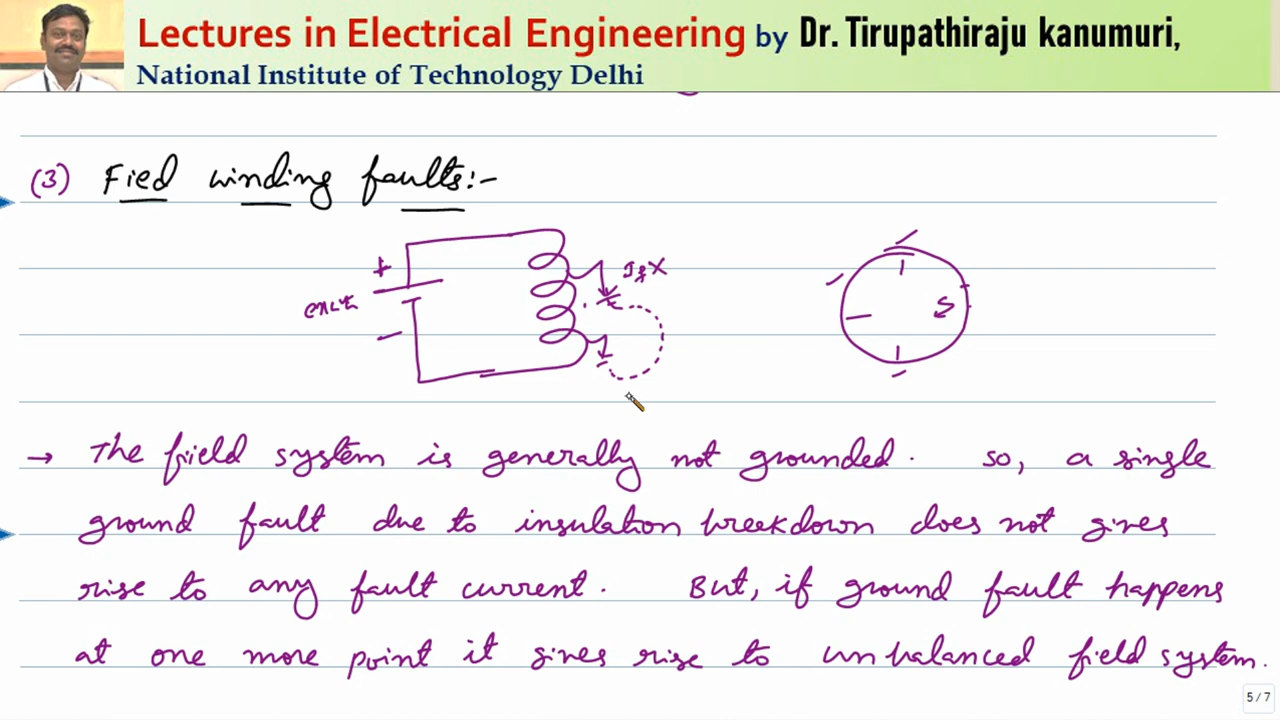 Lectures in Electrical Engineering by Dr. Tirupathiraju kanumuri,
National Institute of Technology Delhi
(3) Fied winding faults:-
+
If X
excit
S
-
→ The field system is generally not grounded. so, a single
ground fault due to insulation breekdown does not gives
rise to any fault current. But, if ground fault happens
at one more point it gives rise to unbalanced field system.
5 / 7